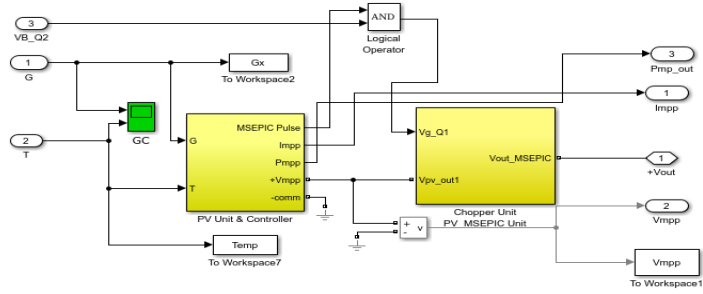 3
VB_Q2
AND
Logical
Operator
1
G
Gx
To Workspace2
3
Pmp_out
GC
MSEPIC Pulse
Impp
G
Pmpp
T
+Vmpp
-comm
PV Unit & Controller
1
Impp
Vg_Q1
Vout_MSEPIC
Vpv_out1
Chopper Unit
PV_MSEPIC Unit
2
T
1
+Vout
+
-
v
2
Vmpp
Temp
To Workspace7
Vmpp
To Workspace1